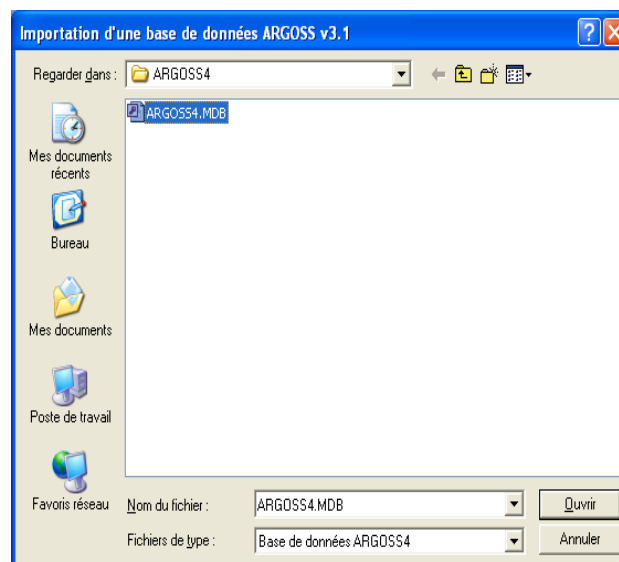 Importation d'une base de données ARGOSS v3.1
Regarder dans :
ARGOSS4
ARGOSS4.MDB
Mes documents
récents
Bureau
Mes documents
Poste de travail
Favoris réseau
Nom du fichier :
ARGOSS4.MDB
Ouvrir
Fichiers de type :
Base de données ARGOSS4
Annuler